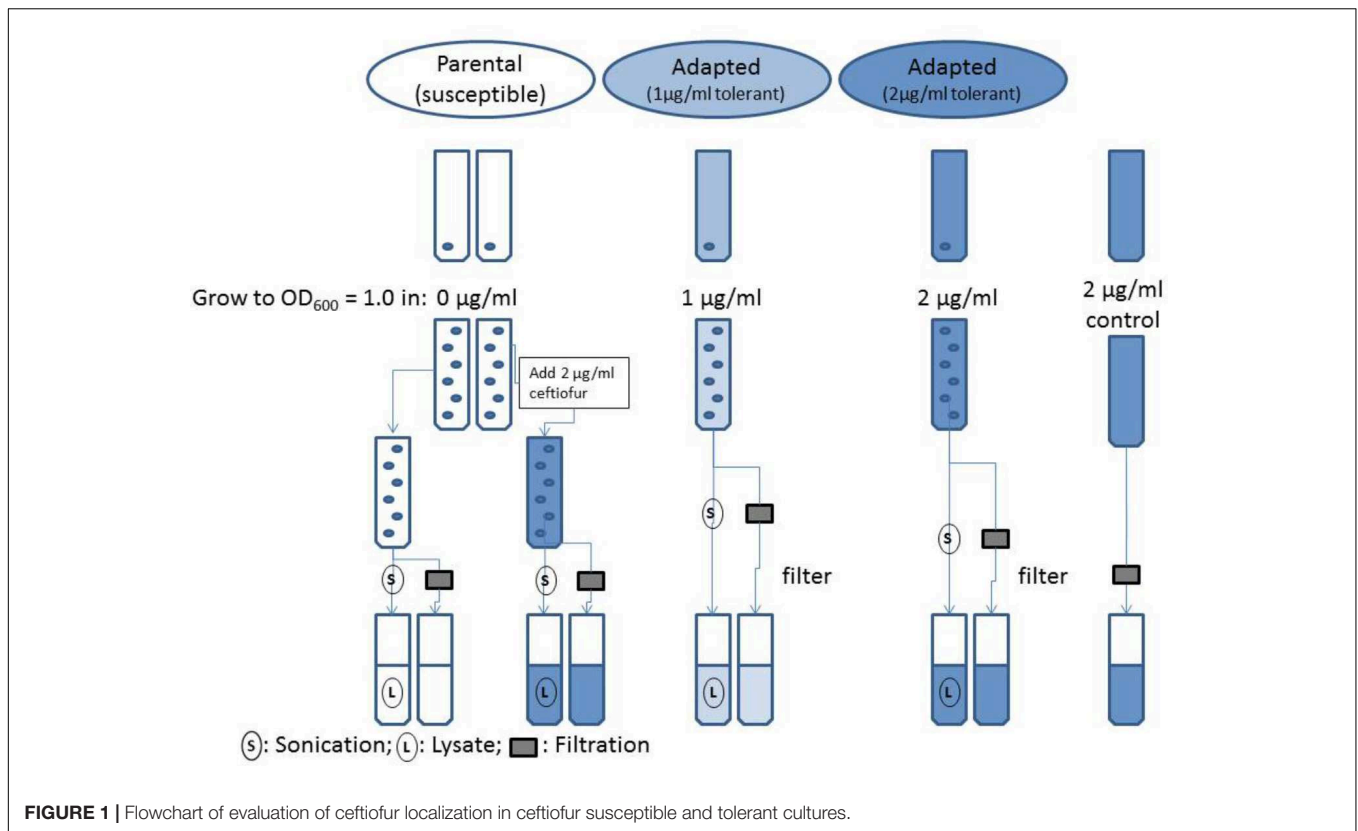 Parental
(susceptible)
Adapted
(1µg/ml tolerant)
Adapted
(2µg/ml tolerant)
Grow to OD600 = 1.0 in: 0 µg/ml
1 µg/ml
2 µg/ml
2 µg/ml
control
Add 2 µg/ml
ceftiofur
S
S
S
filter
S
filter
L
L
L
L
S: Sonication; L: Lysate; : Filtration
FIGURE 1 | Flowchart of evaluation of ceftiofur localization in ceftiofur susceptible and tolerant cultures.